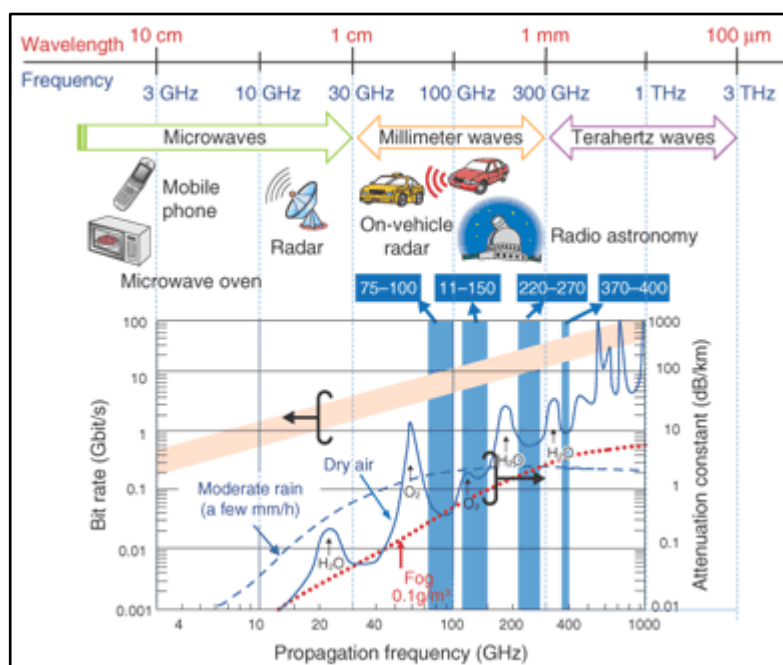 Wavelength 10 cm 1 cm 1 mm 100 μm
Frequency
3 GHz 10 GHz 30 GHz 100 GHz 300 GHz 1 THz 3 THz
Microwaves Millimeter waves Terahertz waves
Mobile
phone
Radar
On-vehicle
radar
Radio astronomy
Microwave oven
75–100 11–150 220–270 370–400
Bit rate (Gbit/s)
100
10
1
0.1
0.01
0.001
Attenuation constant (dB/km)
1000
100
10
1
0.1
0.01
Dry air
Moderate rain
(a few mm/h)
H₂O
O₂
O₂
H₂O
H₂O
Fog
0.1g/m³
4 10 20 40 100 200 400 1000
Propagation frequency (GHz)